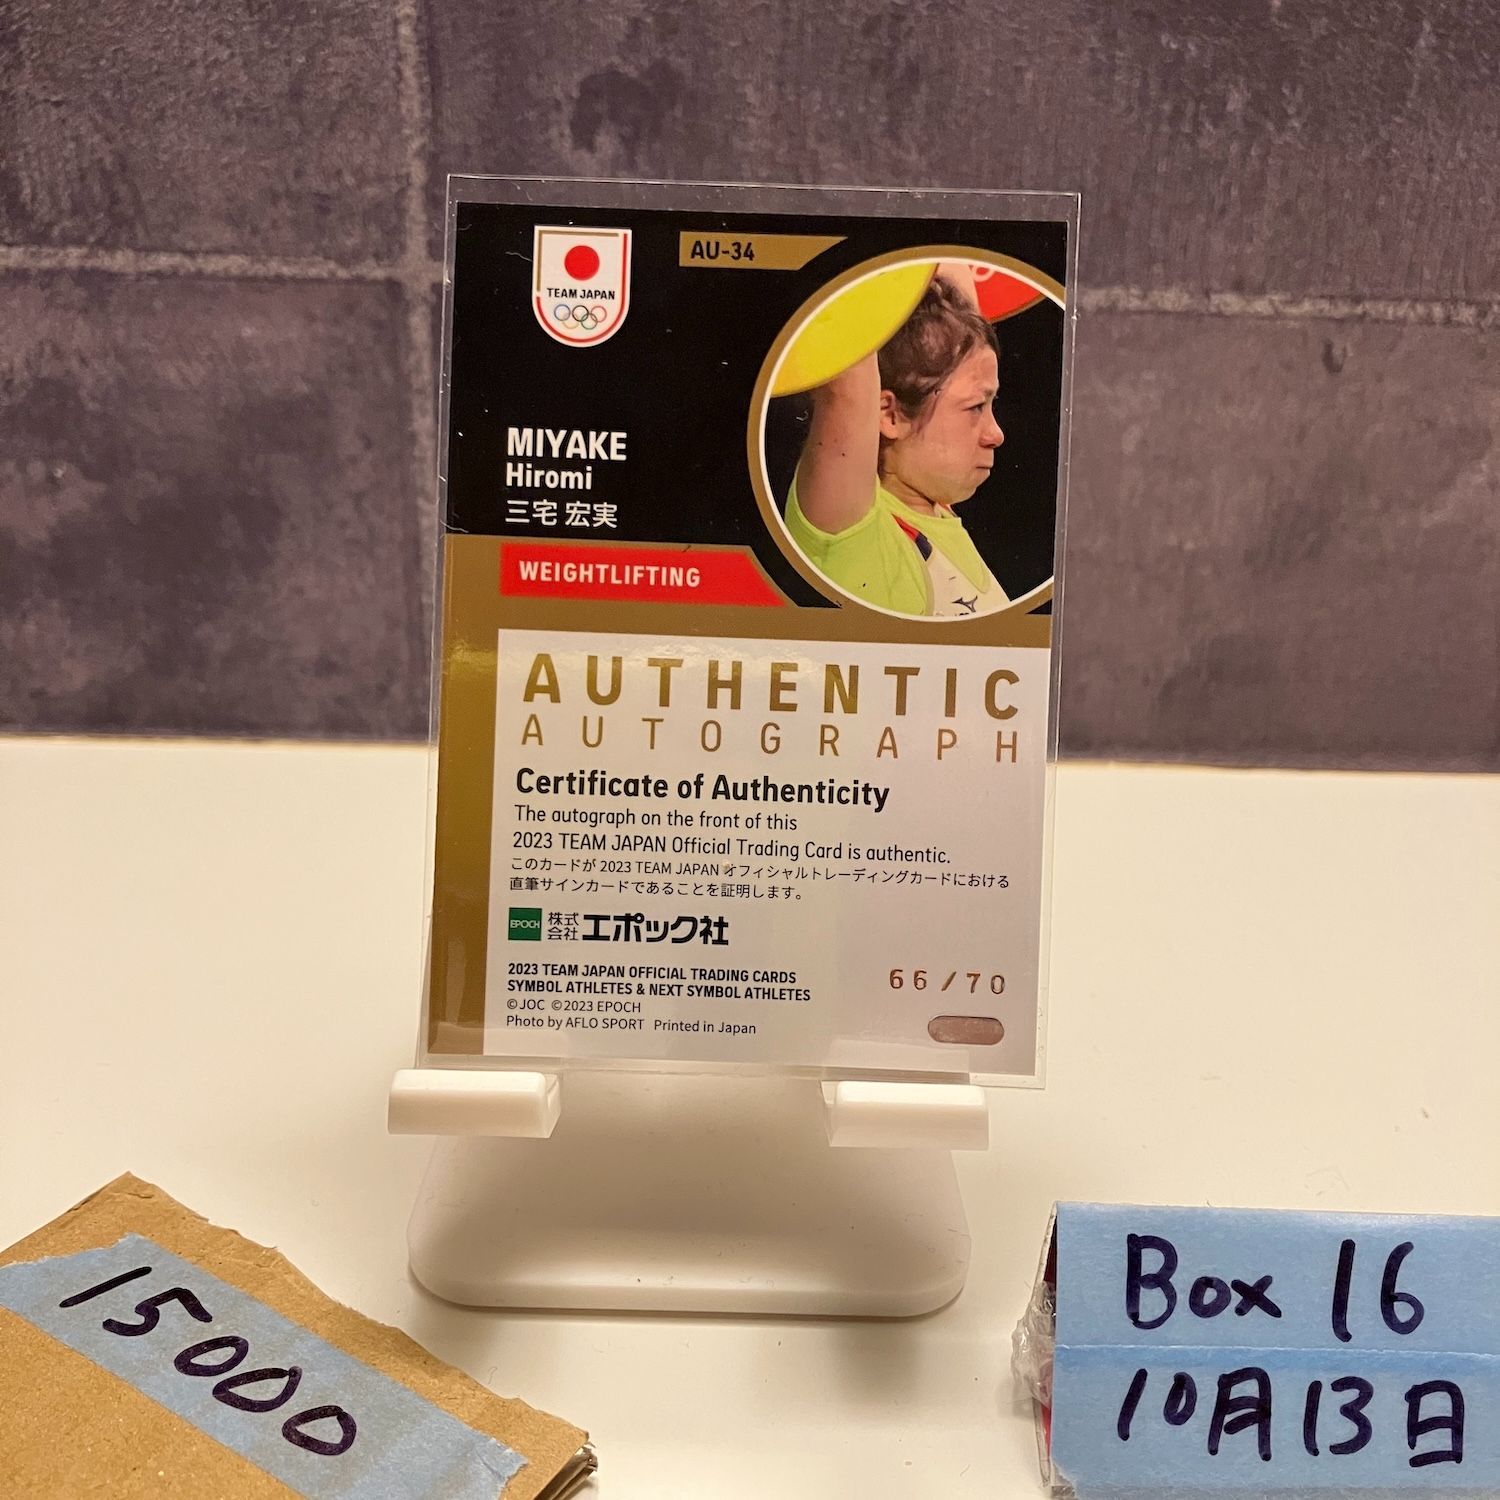 AU-34
TEAM JAPAN
MIYAKE
Hiromi
三宅 宏実
WEIGHTLIFTING
AUTHENTIC
AUTOGRAPH
Certificate of Authenticity
The autograph on the front of this
2023 TEAM JAPAN Official Trading Card is authentic.
このカードが 2023 TEAM JAPAN オフィシャルトレーディングカードにおける
直筆サインカードであることを証明します。
EPOCH 株式会社 エポック社
2023 TEAM JAPAN OFFICIAL TRADING CARDS
SYMBOL ATHLETES & NEXT SYMBOL ATHLETES
©JOC ©2023 EPOCH
Photo by AFLO SPORT Printed in Japan
66/70
15000
Box 16
10月13日